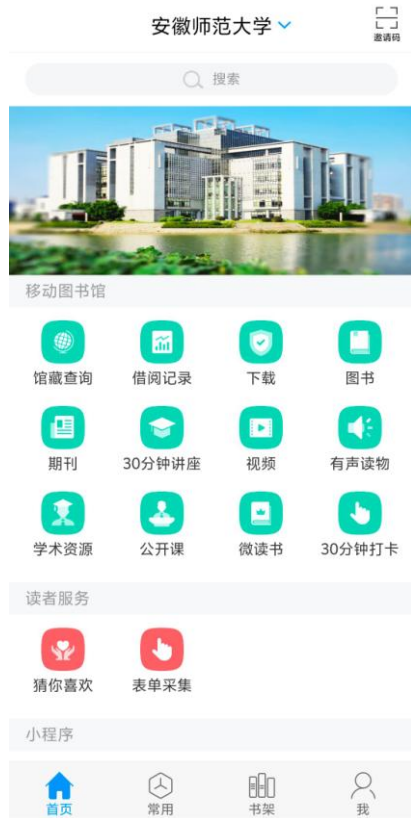 安徽师范大学
邀请码
搜索
移动图书馆
馆藏查询 借阅记录 下载 图书
期刊 30分钟讲座 视频 有声读物
学术资源 公开课 微读书 30分钟打卡
读者服务
猜你喜欢 表单采集
小程序
首页 常用 书架 我